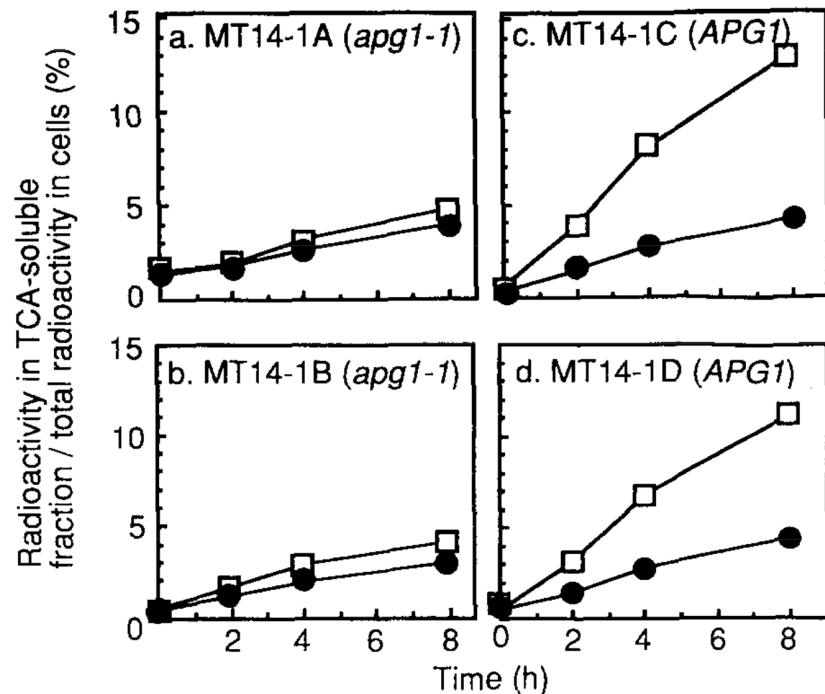 Radioactivity in TCA-soluble
fraction / total radioactivity in cells (%)
15
10
5
0
a. MT14-1A (apg1-1)
c. MT14-1C (APG1)
15
10
5
0
b. MT14-1B (apg1-1)
d. MT14-1D (APG1)
2 4 6 8
0 2 4 6 8
Time (h)